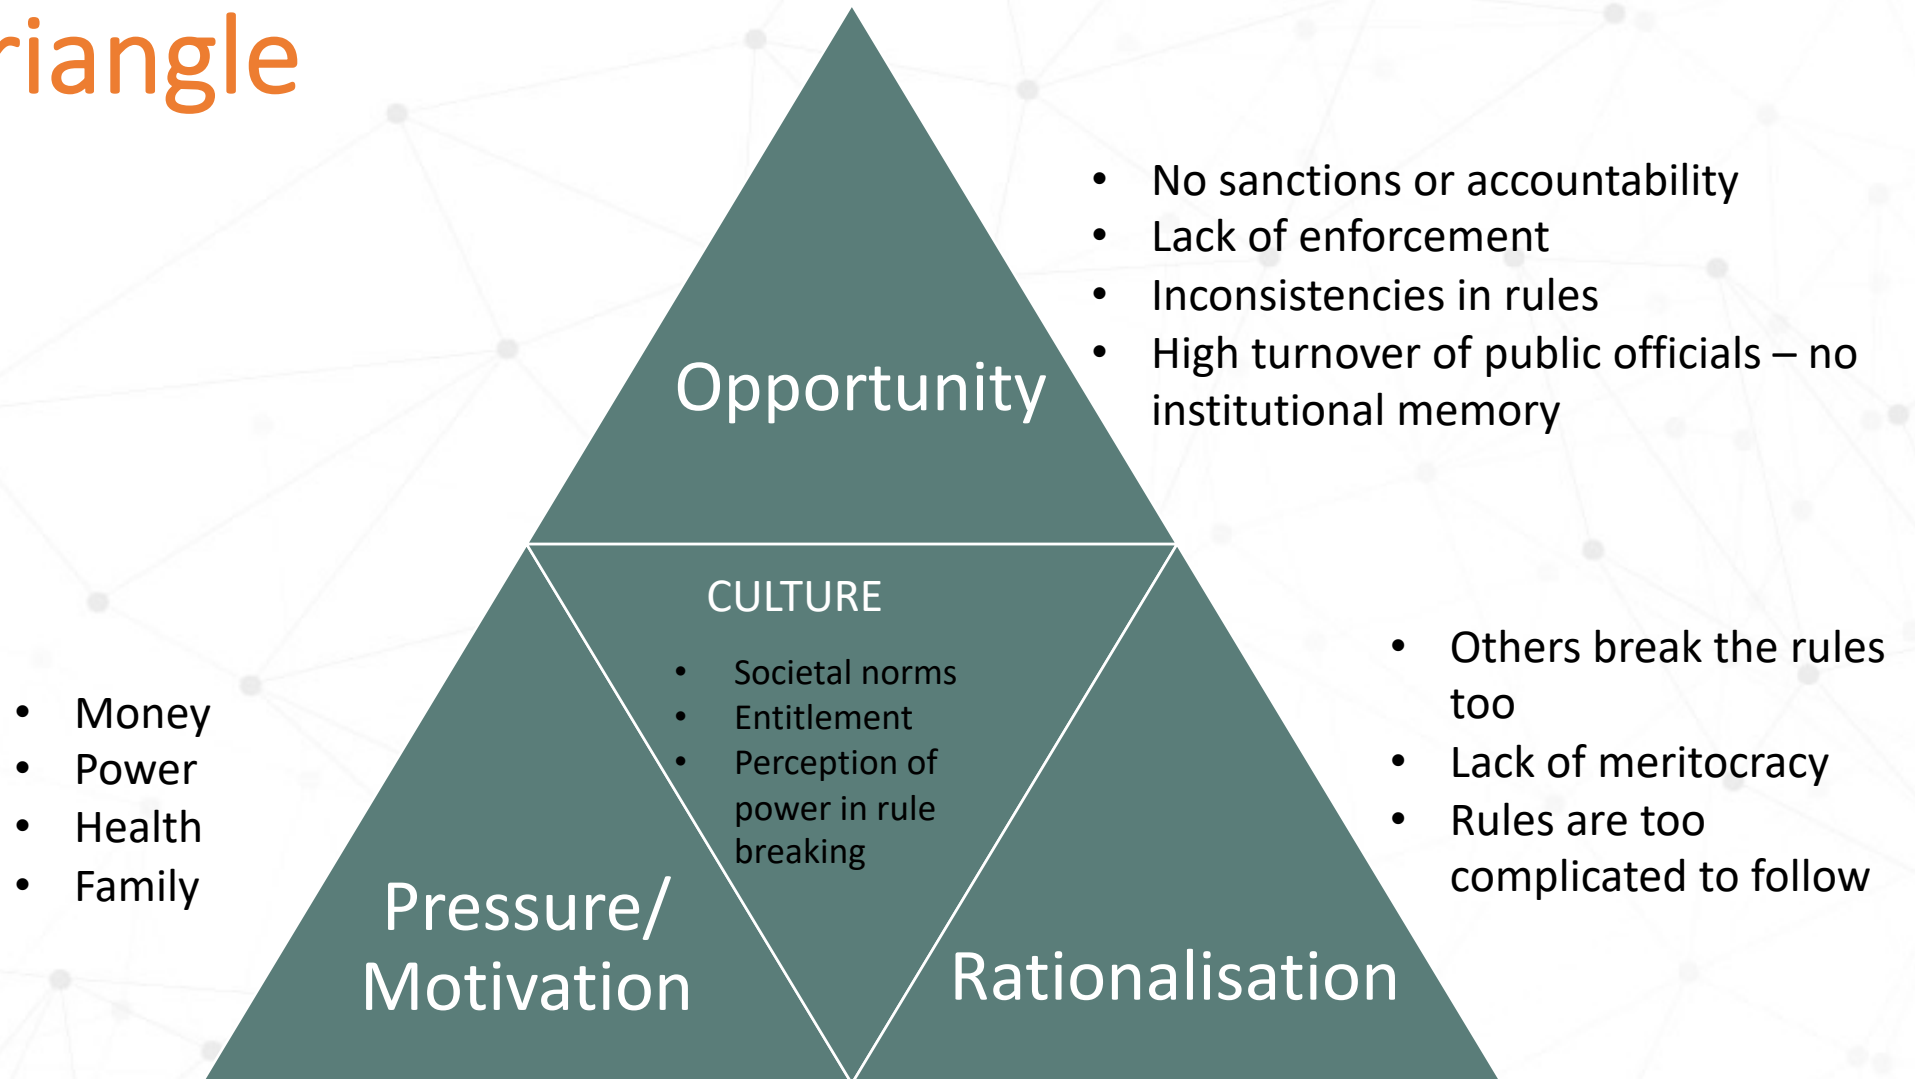 riangle
• No sanctions or accountability
• Lack of enforcement
• Inconsistencies in rules
• High turnover of public officials – no
institutional memory
Opportunity
CULTURE
• Societal norms
• Entitlement
• Perception of
power in rule
breaking
• Money
• Power
• Health
• Family
Pressure/
Motivation
Rationalisation
• Others break the rules
too
• Lack of meritocracy
• Rules are too
complicated to follow